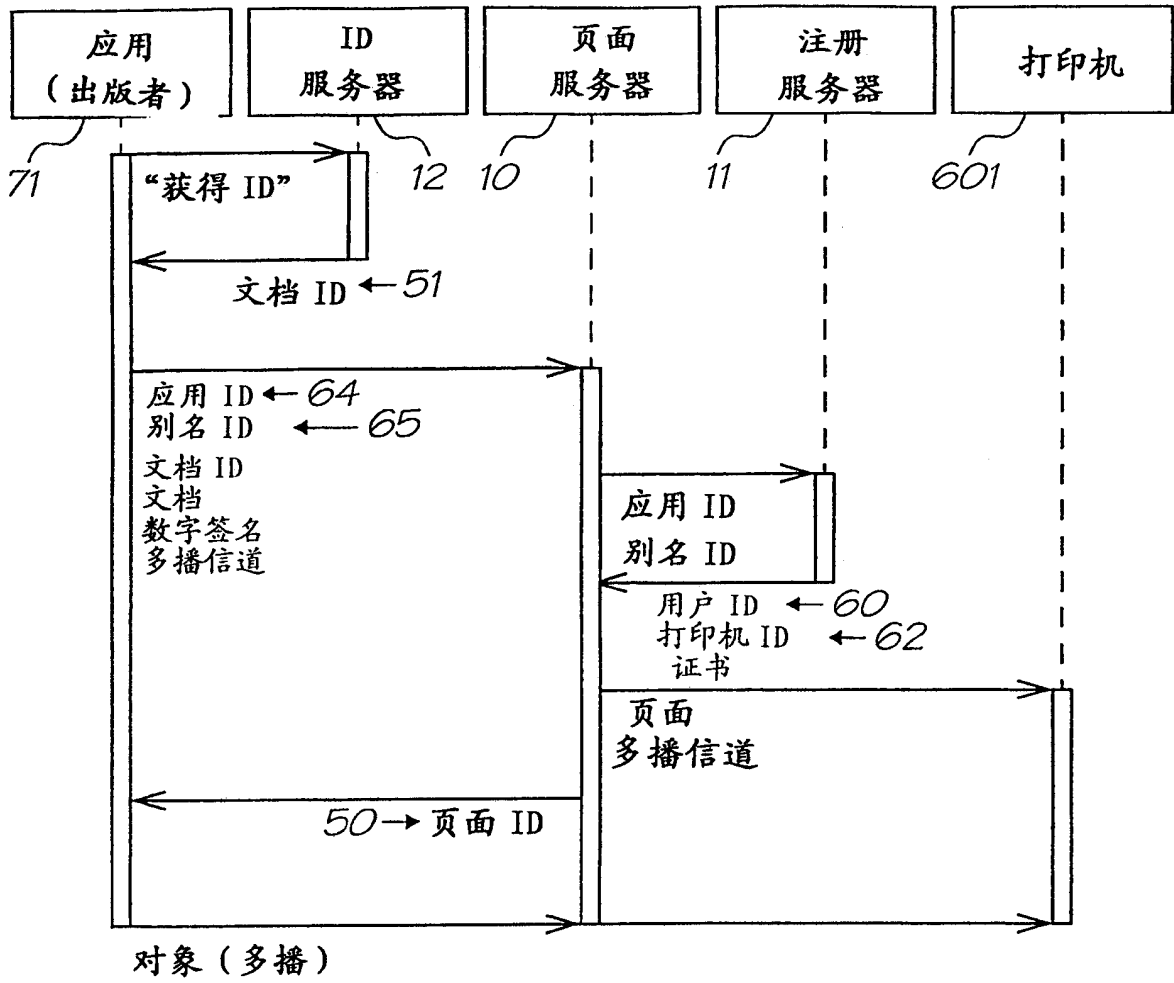 应用
(出版者)
ID
服务器
页面
服务器
注册
服务器
打印机
71
12
10
11
601
“获得 ID”
文档 ID
51
应用 ID
64
别名 ID
65
文档 ID
文档
数字签名
多播信道
应用 ID
别名 ID
用户 ID
60
打印机 ID
62
证书
页面
多播信道
50
页面 ID
对象(多播)